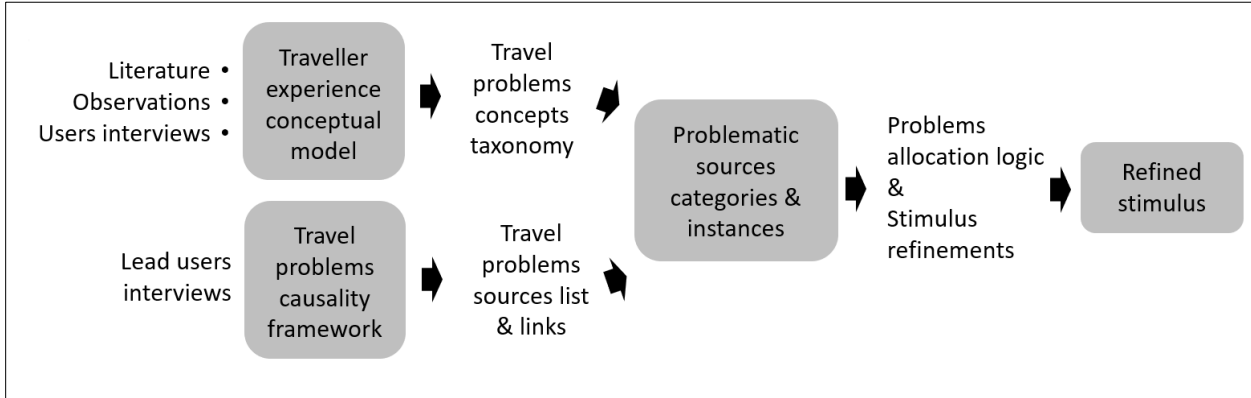 Literature •
Observations •
Users interviews •
Traveller
experience
conceptual
model
Travel
problems
concepts
taxonomy
Lead users
interviews
Travel
problems
causality
framework
Travel
problems
sources list
& links
Problematic
sources
categories &
instances
Problems
allocation logic
&
Stimulus
refinements
Refined
stimulus